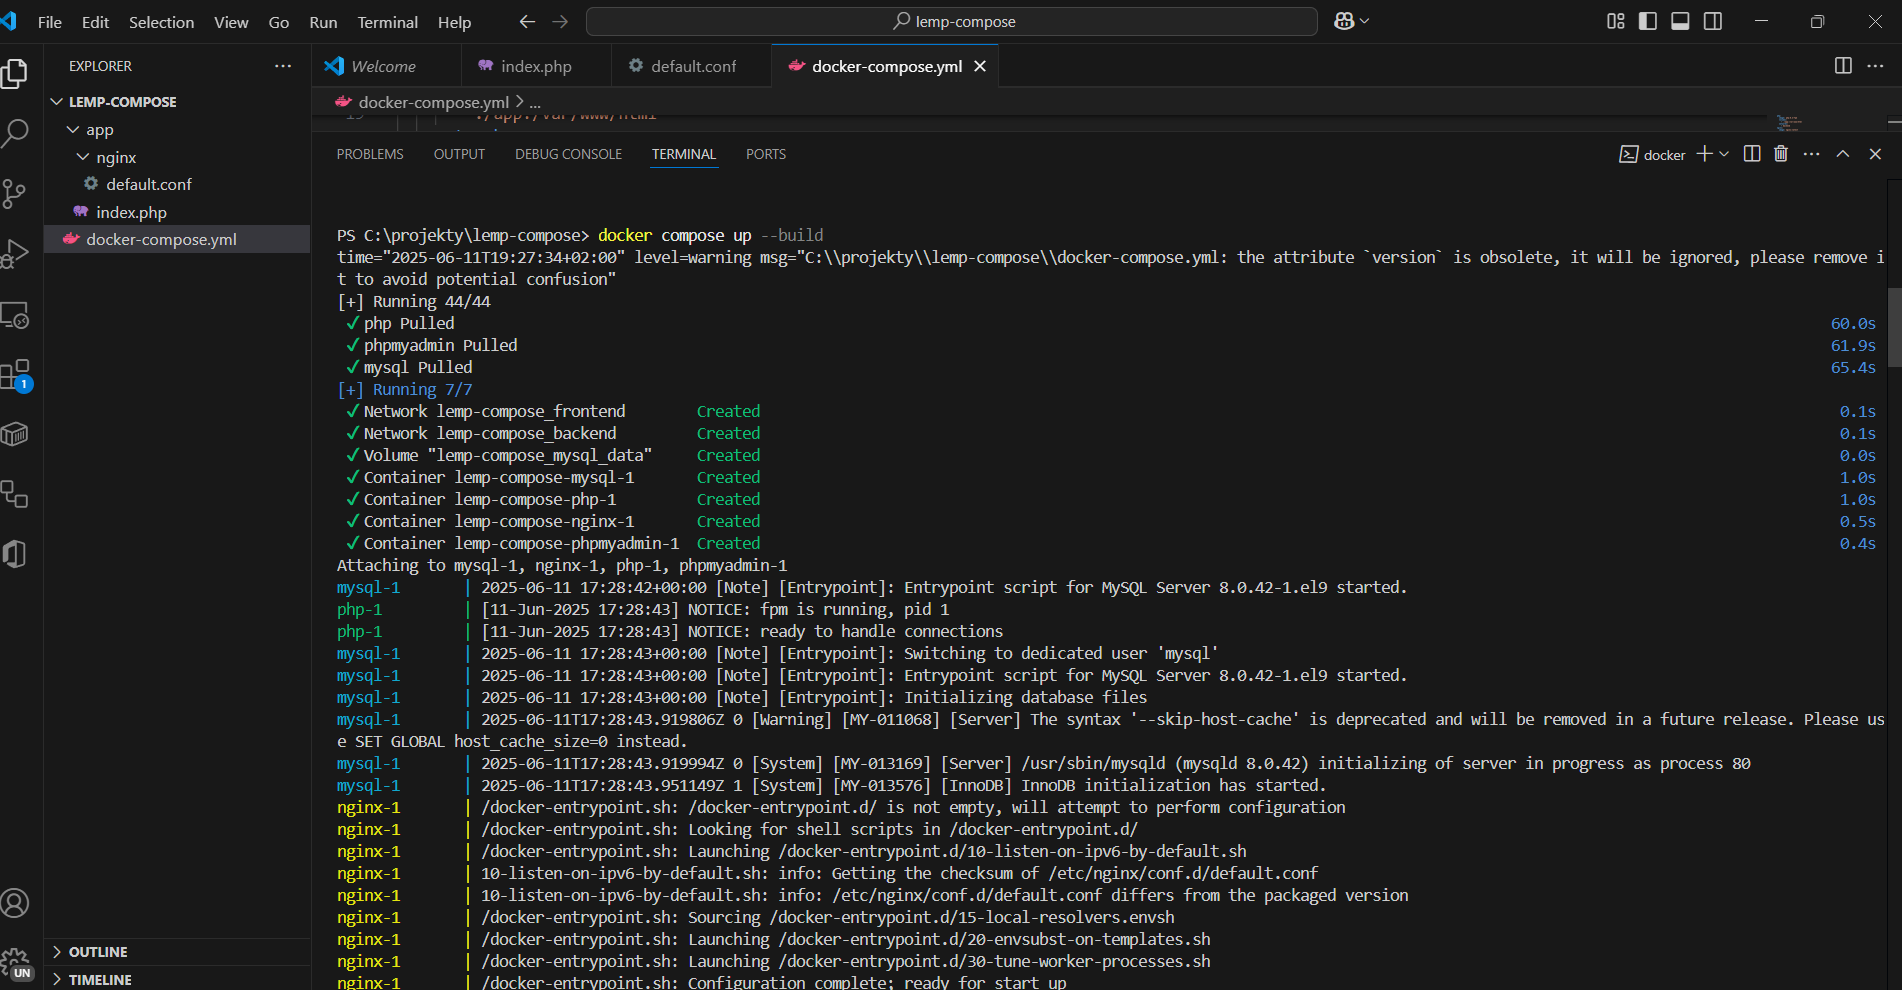 File Edit Selection View Go Run Terminal Help
lemp-compose
EXPLORER
Welcome
index.php
default.conf
docker-compose.yml
LEMP-COMPOSE
app
nginx
default.conf
index.php
docker-compose.yml
docker-compose.yml > ...
PROBLEMS OUTPUT DEBUG CONSOLE TERMINAL PORTS
docker
PS C:\projekty\lemp-compose> docker compose up --build
time="2025-06-11T19:27:34+02:00" level=warning msg="C:\\projekty\\lemp-compose\\docker-compose.yml: the attribute `version` is obsolete, it will be ignored, please remove i
t to avoid potential confusion"
[+] Running 44/44
✓ php Pulled 60.0s
✓ phpmyadmin Pulled 61.9s
✓ mysql Pulled 65.4s
[+] Running 7/7
✓ Network lemp-compose_frontend Created 0.1s
✓ Network lemp-compose_backend Created 0.1s
✓ Volume "lemp-compose_mysql_data" Created 0.0s
✓ Container lemp-compose-mysql-1 Created 1.0s
✓ Container lemp-compose-php-1 Created 1.0s
✓ Container lemp-compose-nginx-1 Created 0.5s
✓ Container lemp-compose-phpmyadmin-1 Created 0.4s
Attaching to mysql-1, nginx-1, php-1, phpmyadmin-1
mysql-1 | 2025-06-11 17:28:42+00:00 [Note] [Entrypoint]: Entrypoint script for MySQL Server 8.0.42-1.el9 started.
php-1 | [11-Jun-2025 17:28:43] NOTICE: fpm is running, pid 1
php-1 | [11-Jun-2025 17:28:43] NOTICE: ready to handle connections
mysql-1 | 2025-06-11 17:28:43+00:00 [Note] [Entrypoint]: Switching to dedicated user 'mysql'
mysql-1 | 2025-06-11 17:28:43+00:00 [Note] [Entrypoint]: Entrypoint script for MySQL Server 8.0.42-1.el9 started.
mysql-1 | 2025-06-11 17:28:43+00:00 [Note] [Entrypoint]: Initializing database files
mysql-1 | 2025-06-11T17:28:43.919806Z 0 [Warning] [MY-011068] [Server] The syntax '--skip-host-cache' is deprecated and will be removed in a future release. Please us
e SET GLOBAL host_cache_size=0 instead.
mysql-1 | 2025-06-11T17:28:43.919994Z 0 [System] [MY-013169] [Server] /usr/sbin/mysqld (mysqld 8.0.42) initializing of server in progress as process 80
mysql-1 | 2025-06-11T17:28:43.951149Z 1 [System] [MY-013576] [InnoDB] InnoDB initialization has started.
nginx-1 | /docker-entrypoint.sh: /docker-entrypoint.d/ is not empty, will attempt to perform configuration
nginx-1 | /docker-entrypoint.sh: Looking for shell scripts in /docker-entrypoint.d/
nginx-1 | /docker-entrypoint.sh: Launching /docker-entrypoint.d/10-listen-on-ipv6-by-default.sh
nginx-1 | 10-listen-on-ipv6-by-default.sh: info: Getting the checksum of /etc/nginx/conf.d/default.conf
nginx-1 | 10-listen-on-ipv6-by-default.sh: info: /etc/nginx/conf.d/default.conf differs from the packaged version
nginx-1 | /docker-entrypoint.sh: Sourcing /docker-entrypoint.d/15-local-resolvers.envsh
nginx-1 | /docker-entrypoint.sh: Launching /docker-entrypoint.d/20-envsubst-on-templates.sh
nginx-1 | /docker-entrypoint.sh: Launching /docker-entrypoint.d/30-tune-worker-processes.sh
nginx-1 | /docker-entrypoint.sh: Configuration complete; ready for start up
1
UN
OUTLINE
TIMELINE